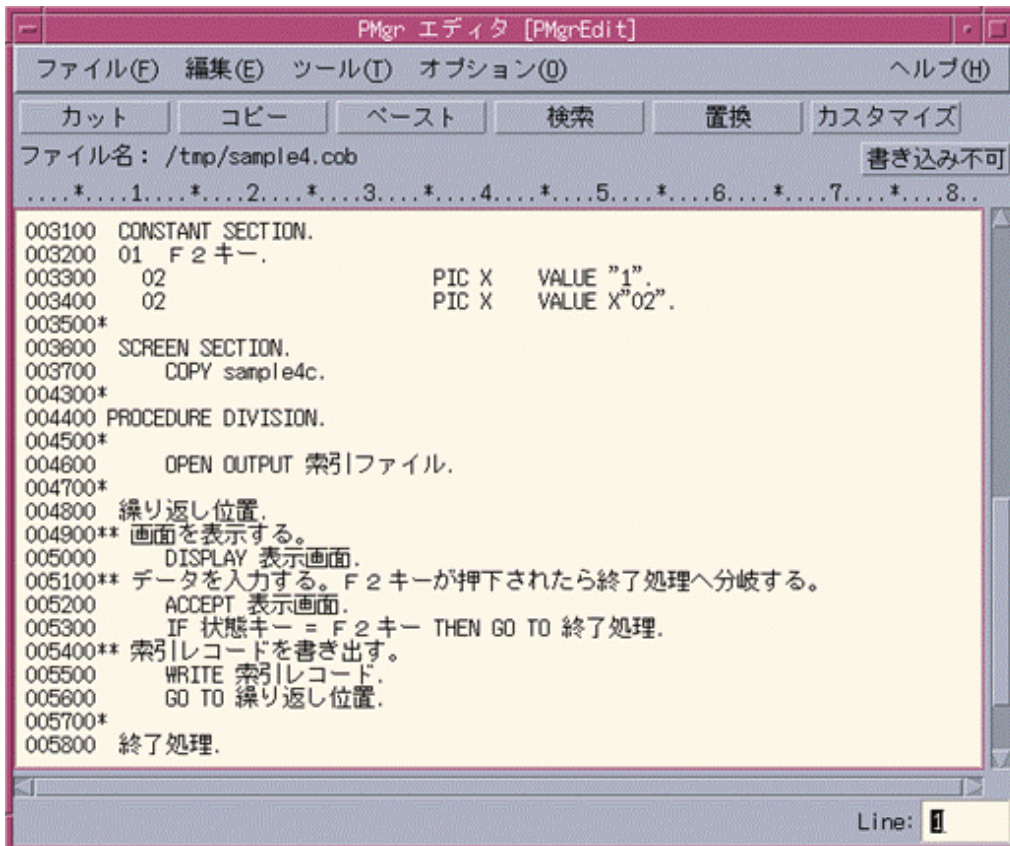 PMgr エディタ [PMgrEdit]
ファイル(F) 編集(E) ツール(T) オプション(O) ヘルプ(H)
カット コピー ペースト 検索 置換 カスタマイズ
ファイル名: /tmp/sample4.cob 書き込み不可
....*....1....*....2....*....3....*....4....*....5....*....6....*....7....*....8..
003100  CONSTANT SECTION.
003200  01  F2キー.
003300    02                       PIC X    VALUE "1".
003400    02                       PIC X    VALUE X"02".
003500*
003600  SCREEN SECTION.
003700      COPY sample4c.
004300*
004400 PROCEDURE DIVISION.
004500*
004600      OPEN OUTPUT 索引ファイル.
004700*
004800  繰り返し位置.
004900** 画面を表示する。
005000      DISPLAY 表示画面.
005100** データを入力する。F2キーが押下されたら終了処理へ分岐する。
005200      ACCEPT 表示画面.
005300      IF 状態キー = F2キー THEN GO TO 終了処理.
005400** 索引レコードを書き出す。
005500      WRITE 索引レコード.
005600      GO TO 繰り返し位置.
005700*
005800  終了処理.
Line: 1